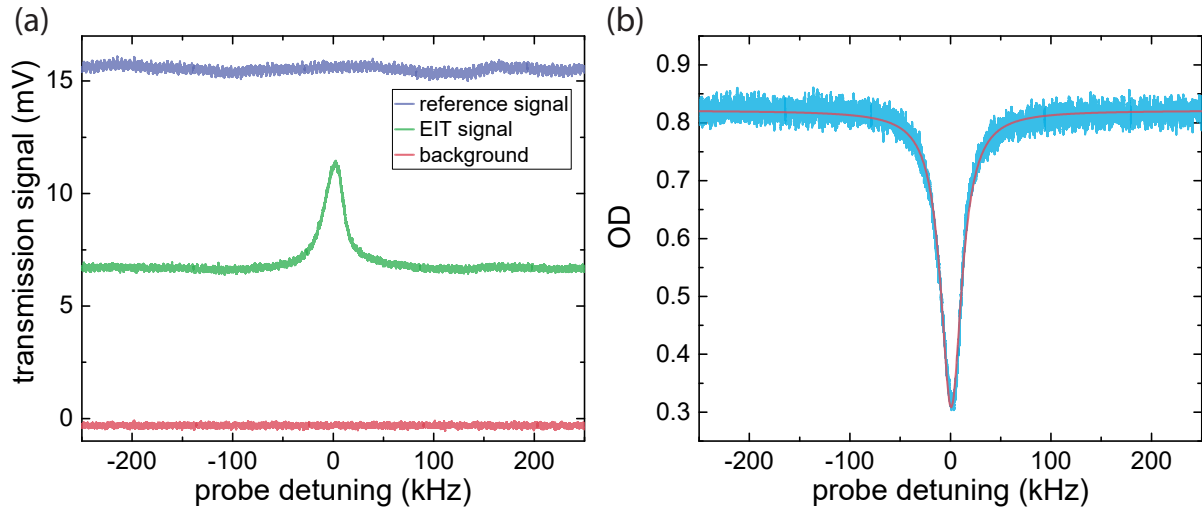 (a)
transmission signal (mV)
15
10
5
0
reference signal
EIT signal
background
-200 -100 0 100 200
probe detuning (kHz)
(b)
OD
0.9
0.8
0.7
0.6
0.5
0.4
0.3
-200 -100 0 100 200
probe detuning (kHz)